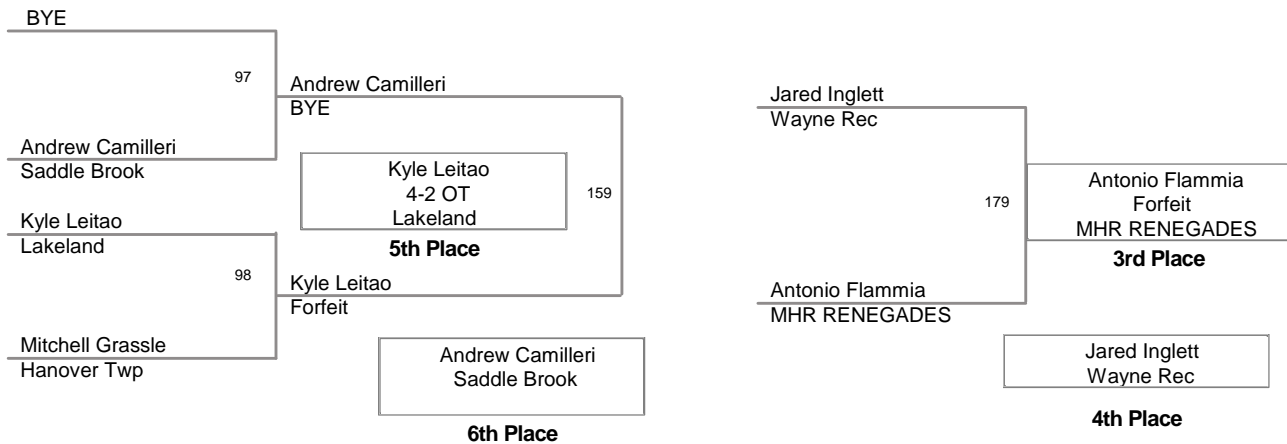 BYE
97
Andrew Camilleri
Saddle Brook
Andrew Camilleri
BYE
Kyle Leitao
4-2 OT
Lakeland
5th Place
159
Kyle Leitao
Lakeland
98
Mitchell Grassle
Hanover Twp
Kyle Leitao
Forfeit
Andrew Camilleri
Saddle Brook
6th Place
Jared Inglett
Wayne Rec
179
Antonio Flammia
MHR RENEGADES
Antonio Flammia
Forfeit
MHR RENEGADES
3rd Place
Jared Inglett
Wayne Rec
4th Place